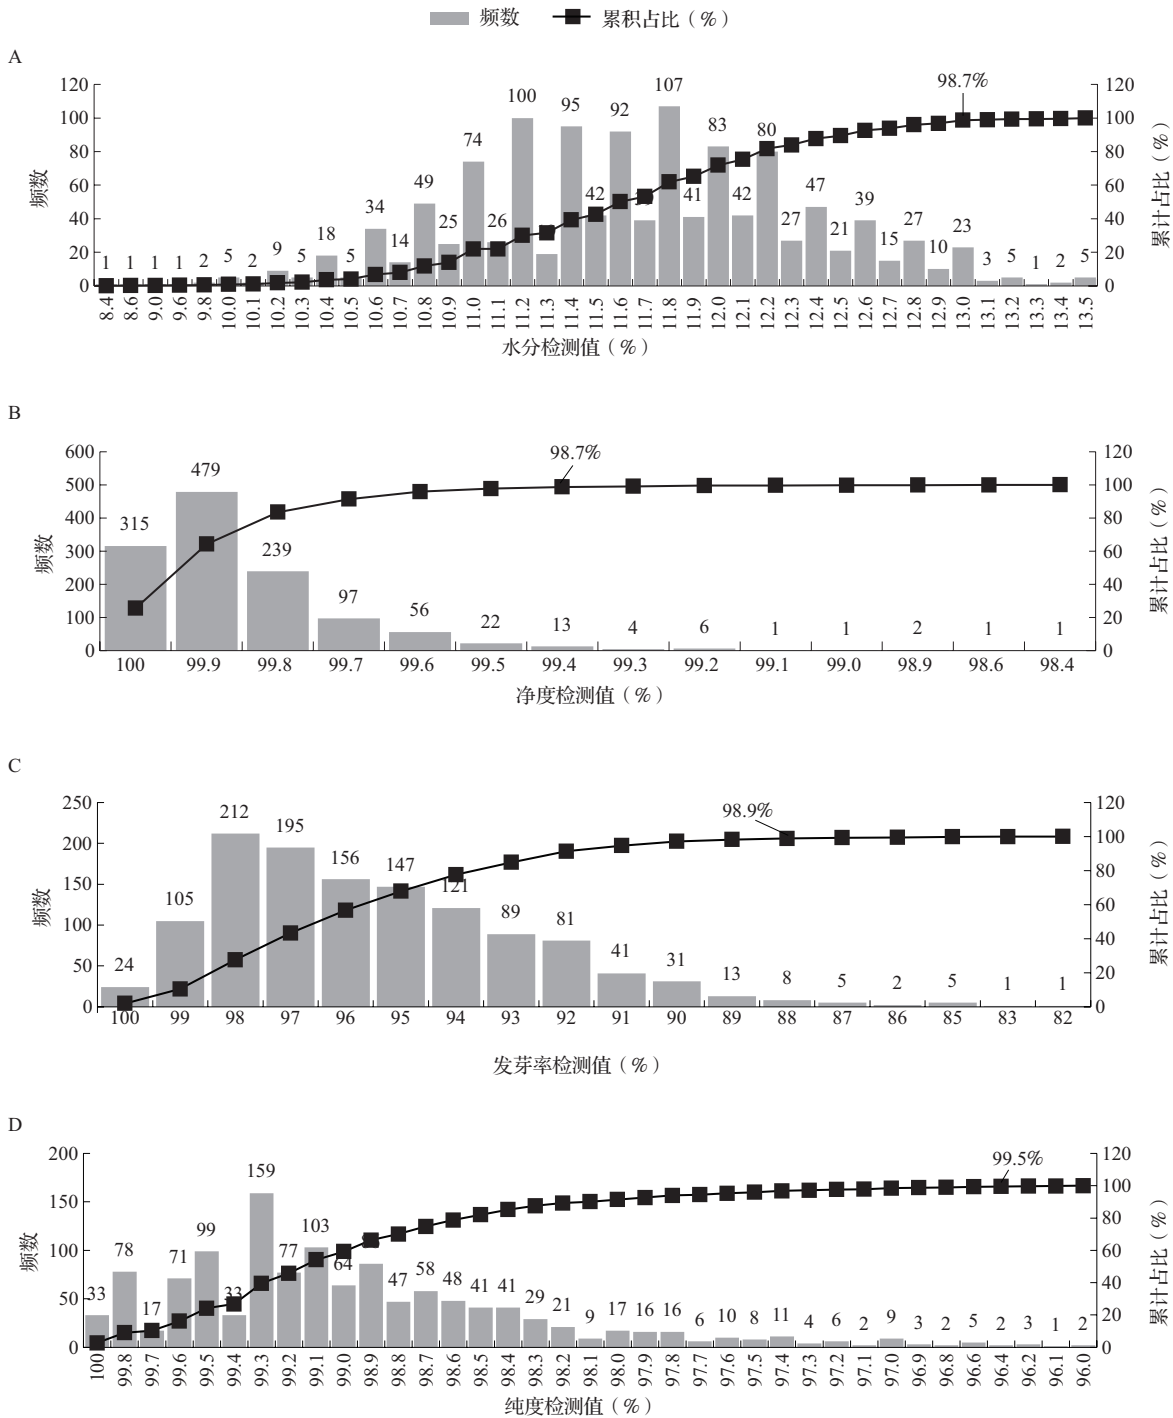 频数 累积占比（%）
A
频数
累计占比（%）
120 100 80 60 40 20 0
1 1 1 1 2 5 2 9 5 18 5 34 14 49 25 74 26 100 95 42 92 107 41 83 42 80 27 47 21 39 15 27 10 23 3 5 1 2 5
98.7%
120 100 80 60 40 20 0
8.4 8.6 9.0 9.6 9.8 10.0 10.1 10.2 10.3 10.4 10.5 10.6 10.7 10.8 10.9 11.0 11.1 11.2 11.3 11.4 11.5 11.6 11.7 11.8 11.9 12.0 12.1 12.2 12.3 12.4 12.5 12.6 12.7 12.8 12.9 13.0 13.1 13.2 13.3 13.4 13.5
水分检测值（%）
B
频数
累计占比（%）
600 500 400 300 200 100 0
315 479 239 97 56 22 13 4 6 1 1 2 1 1
98.7%
120 100 80 60 40 20 0
100 99.9 99.8 99.7 99.6 99.5 99.4 99.3 99.2 99.1 99.0 98.9 98.6 98.4
净度检测值（%）
C
频数
累计占比（%）
250 200 150 100 50 0
24 105 212 195 156 147 121 89 81 41 31 13 8 5 2 5 1 1
98.9%
120 100 80 60 40 20 0
100 99 98 97 96 95 94 93 92 91 90 89 88 87 86 85 83 82
发芽率检测值（%）
D
频数
累计占比（%）
200 150 100 50 0
33 78 17 71 99 33 159 77 103 64 47 58 48 41 41 29 21 9 17 16 16 6 10 8 11 4 6 2 9 3 2 5 2 3 1 2
99.5%
120 100 80 60 40 20 0
100 99.8 99.7 99.6 99.5 99.4 99.3 99.2 99.1 99.0 98.9 98.8 98.7 98.6 98.5 98.4 98.3 98.2 98.1 98.0 97.9 97.8 97.7 97.6 97.5 97.4 97.3 97.2 97.1 97.0 96.9 96.8 96.6 96.4 96.2 96.1 96.0
纯度检测值（%）